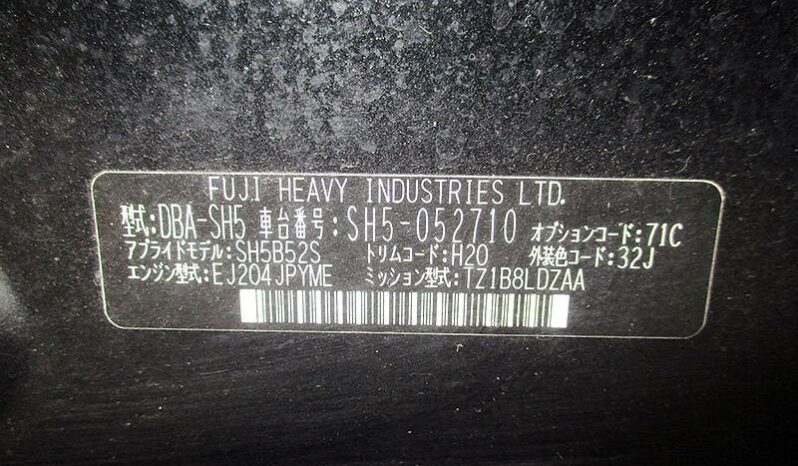 FUJI HEAVY INDUSTRIES LTD.
型式:DBA-SH5 車台番号:SH5-052710 オプションコード:71C
アプライドモデル:SH5B52S トリムコード:H20 外装色コード:32J
エンジン型式:EJ204JPYME ミッション型式:TZ1B8LDZAA